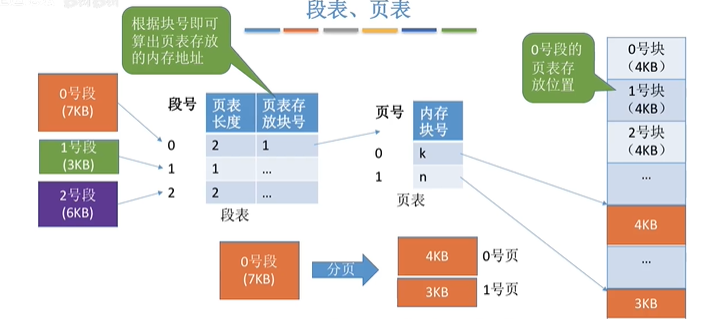 段表、页表
根据块号即可
算出页表存放
的内存地址
0号段的
页表存
放位置
0号块
（4KB）
1号块
(4KB)
2号块
(4KB)
...
4KB
...
3KB
0号段
(7KB)
1号段
(3KB)
2号段
(6KB)
段号
页表
长度
页表存
放块号
0
2
1
1
1
...
2
2
...
段表
页号
内存
块号
0
k
1
n
页表
0号段
(7KB)
分页
4KB
0号页
3KB
1号页